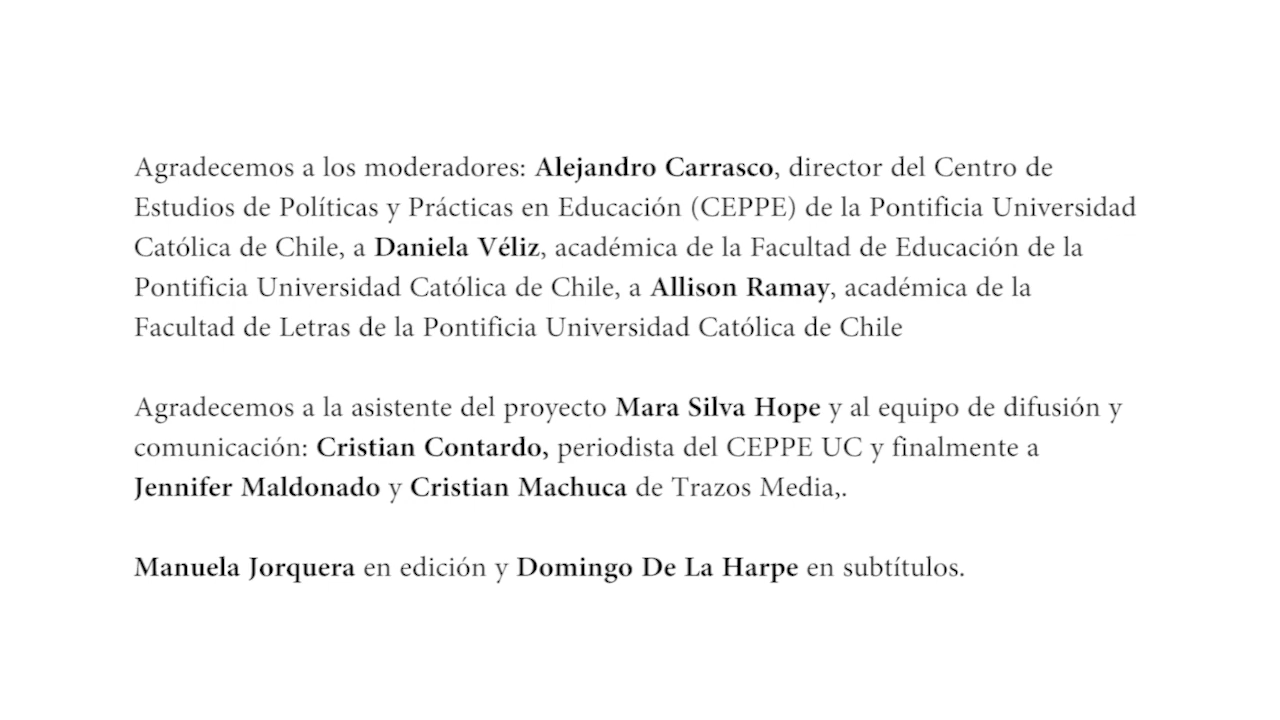 Agradecemos a los moderadores: Alejandro Carrasco, director del Centro de
Estudios de Políticas y Prácticas en Educación (CEPPE) de la Pontificia Universidad
Católica de Chile, a Daniela Véliz, académica de la Facultad de Educación de la
Pontificia Universidad Católica de Chile, a Allison Ramay, académica de la
Facultad de Letras de la Pontificia Universidad Católica de Chile
Agradecemos a la asistente del proyecto Mara Silva Hope y al equipo de difusión y
comunicación: Cristian Contardo, periodista del CEPPE UC y finalmente a
Jennifer Maldonado y Cristian Machuca de Trazos Media,.
Manuela Jorquera en edición y Domingo De La Harpe en subtítulos.